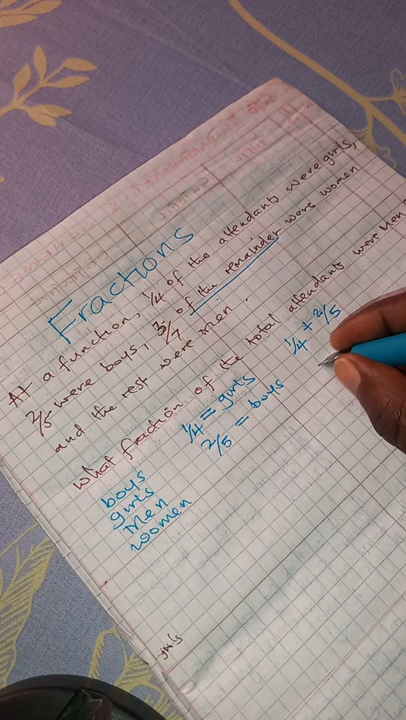 Fractions
At a function, 1/4 of the attendants were girls,
2/5 were boys, 3/7 of the remainder were women
and the rest were men.
What fraction of the total attendants were men
1/4 = girls
2/5 = boys
1/4 + 2/5
boys
girls
Men
women